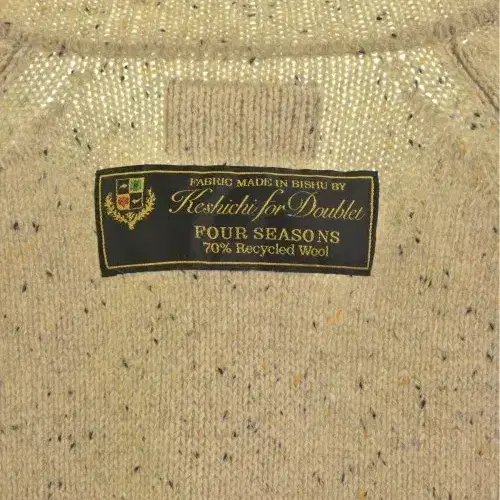 FABRIC MADE IN BISHU BY
Keshichi for Doublet
FOUR SEASONS
70% Recycled Wool